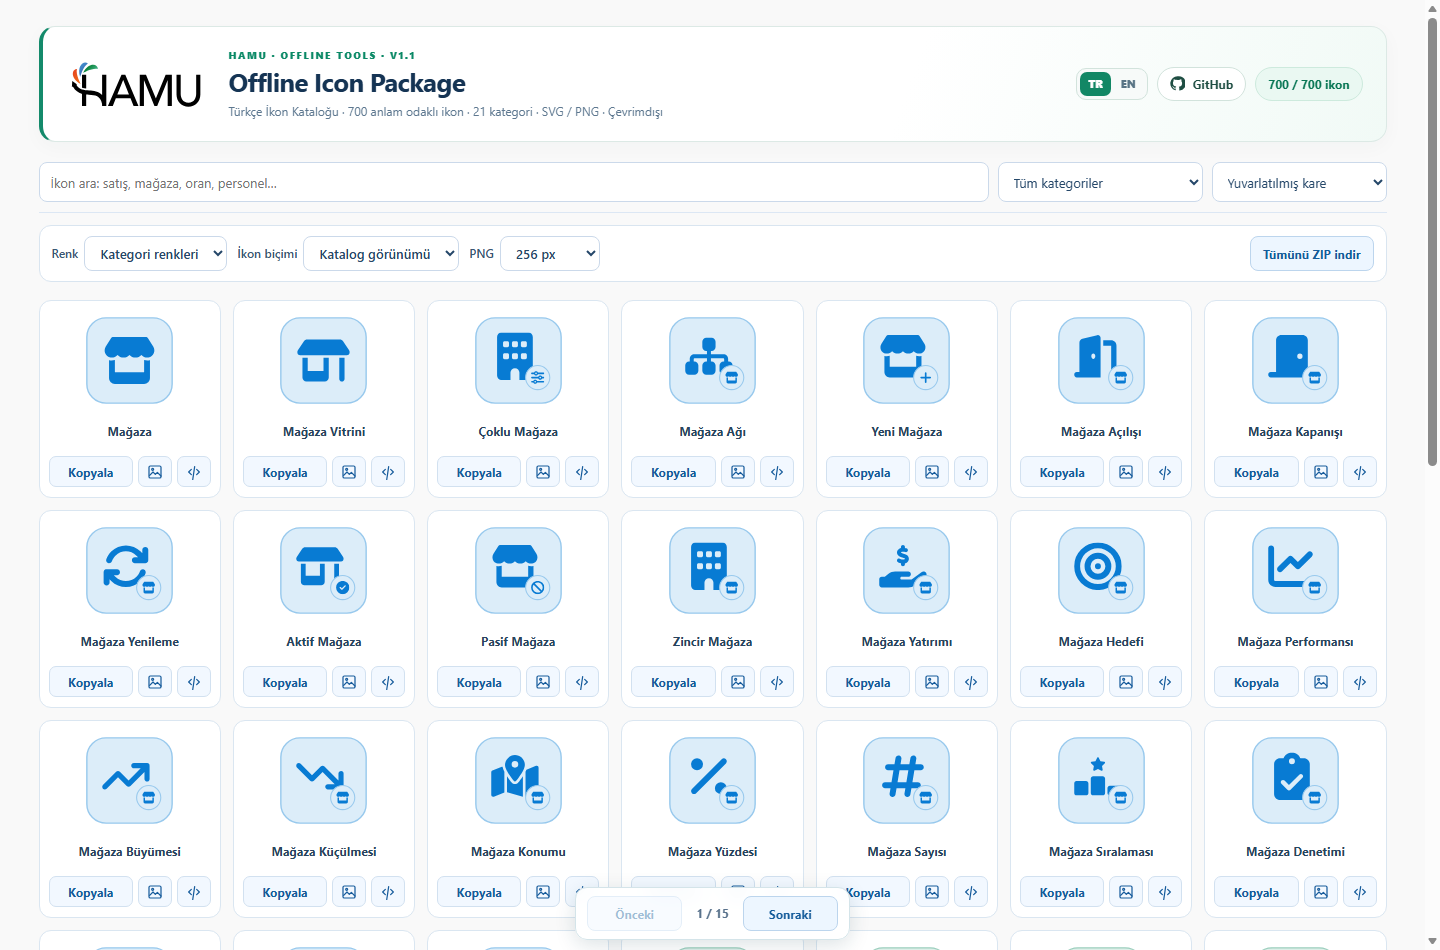 HAMU
HAMU · OFFLINE TOOLS · V1.1
Offline Icon Package
Türkçe İkon Kataloğu · 700 anlam odaklı ikon · 21 kategori · SVG / PNG · Çevrimdışı
TR EN GitHub 700 / 700 ikon
İkon ara: satış, mağaza, oran, personel... Tüm kategoriler Yuvarlatılmış kare
Renk Kategori renkleri İkon biçimi Katalog görünümü PNG 256 px Tümünü ZIP indir
Mağaza Mağaza Vitrini Çoklu Mağaza Mağaza Ağı Yeni Mağaza Mağaza Açılışı Mağaza Kapanışı
Kopyala Kopyala Kopyala Kopyala Kopyala Kopyala Kopyala
Mağaza Yenileme Aktif Mağaza Pasif Mağaza Zincir Mağaza Mağaza Yatırımı Mağaza Hedefi Mağaza Performansı
Kopyala Kopyala Kopyala Kopyala Kopyala Kopyala Kopyala
Mağaza Büyümesi Mağaza Küçülmesi Mağaza Konumu Mağaza Yüzdesi Mağaza Sayısı Mağaza Sıralaması Mağaza Denetimi
Kopyala Kopyala Kopyala Kopyala Kopyala Kopyala
Önceki 1 / 15 Sonraki